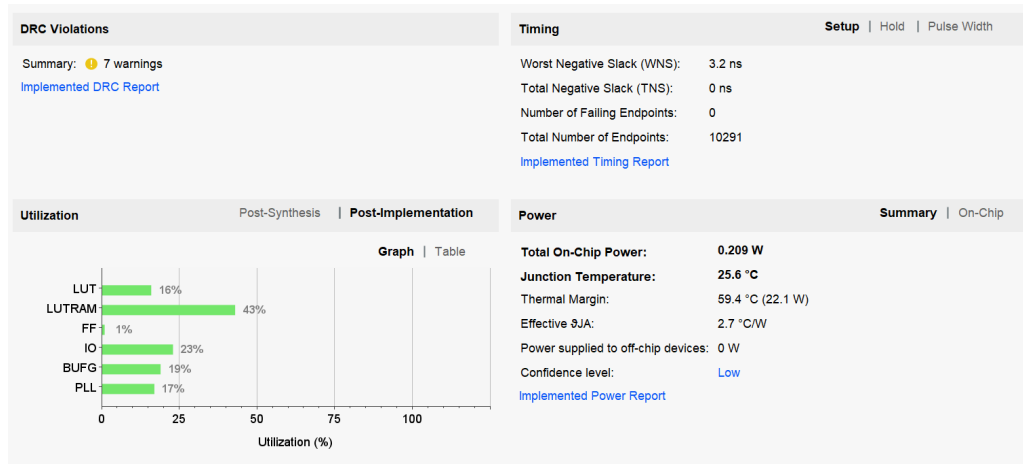 DRC Violations
Summary: 7 warnings
Implemented DRC Report
Timing
Setup | Hold | Pulse Width
Worst Negative Slack (WNS): 3.2 ns
Total Negative Slack (TNS): 0 ns
Number of Failing Endpoints: 0
Total Number of Endpoints: 10291
Implemented Timing Report
Utilization
Post-Synthesis | Post-Implementation
Graph | Table
LUT 16%
LUTRAM 43%
FF 1%
IO 23%
BUFG 19%
PLL 17%
0 25 50 75 100
Utilization (%)
Power
Summary | On-Chip
Total On-Chip Power: 0.209 W
Junction Temperature: 25.6 °C
Thermal Margin: 59.4 °C (22.1 W)
Effective ϑJA: 2.7 °C/W
Power supplied to off-chip devices: 0 W
Confidence level: Low
Implemented Power Report